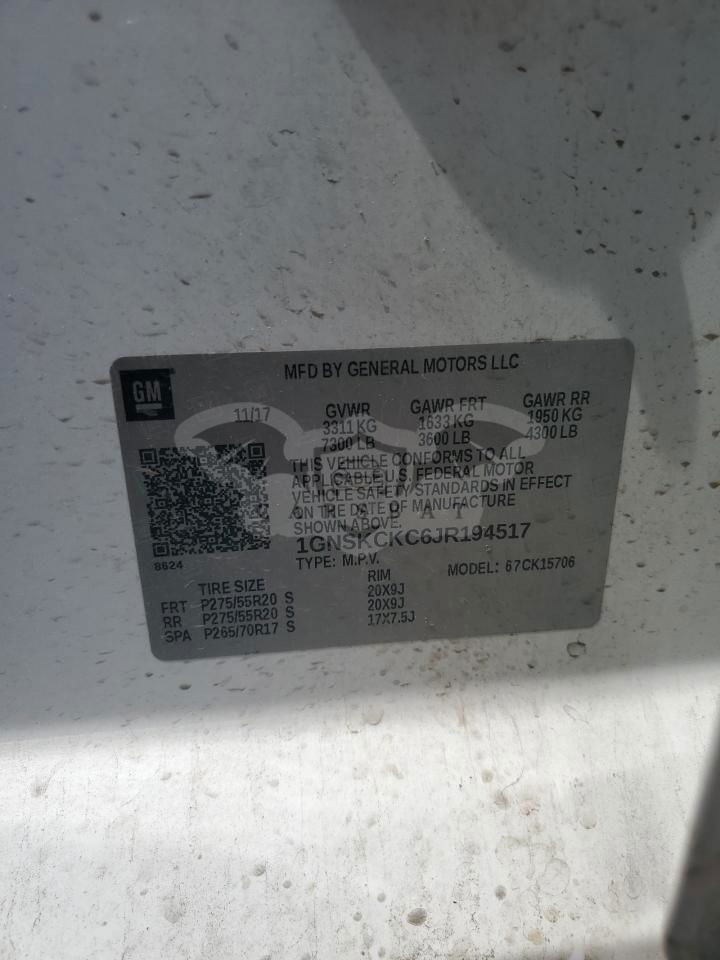 MFD BY GENERAL MOTORS LLC
GM
11/17 GVWR GAWR FRT GAWR RR
3311 KG 1633 KG 1950 KG
7300 LB 3600 LB 4300 LB
THIS VEHICLE CONFORMS TO ALL
APPLICABLE U.S. FEDERAL MOTOR
VEHICLE SAFETY STANDARDS IN EFFECT
ON THE DATE OF MANUFACTURE
SHOWN ABOVE.
1GNSKCKC6JR194517
8624
TYPE: M.P.V. MODEL: 67CK15706
TIRE SIZE RIM
FRT P275/55R20 S 20X9J
RR P275/55R20 S 20X9J
SPA P265/70R17 S 17X7.5J